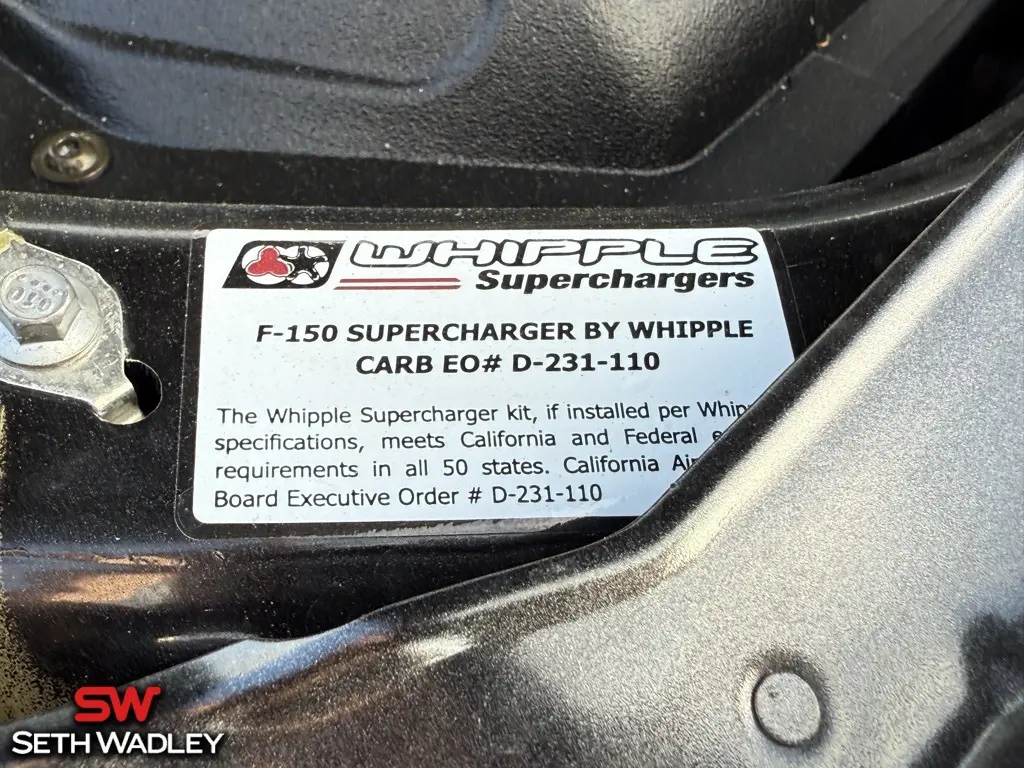 WHIPPLE
Superchargers
F-150 SUPERCHARGER BY WHIPPLE
CARB EO# D-231-110
The Whipple Supercharger kit, if installed per
specifications, meets California and Federal
requirements in all 50 states. California
Board Executive Order # D-231-110
SW
SETH WADLEY